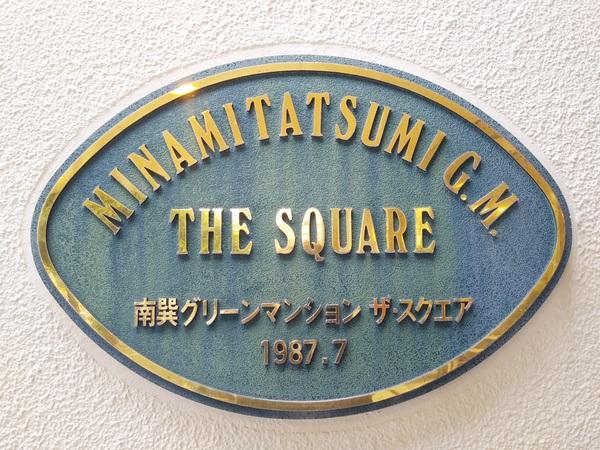 MINAMITATSUMI G.M.
THE SQUARE
南巽グリーンマンション ザ·スクエア
1987.7